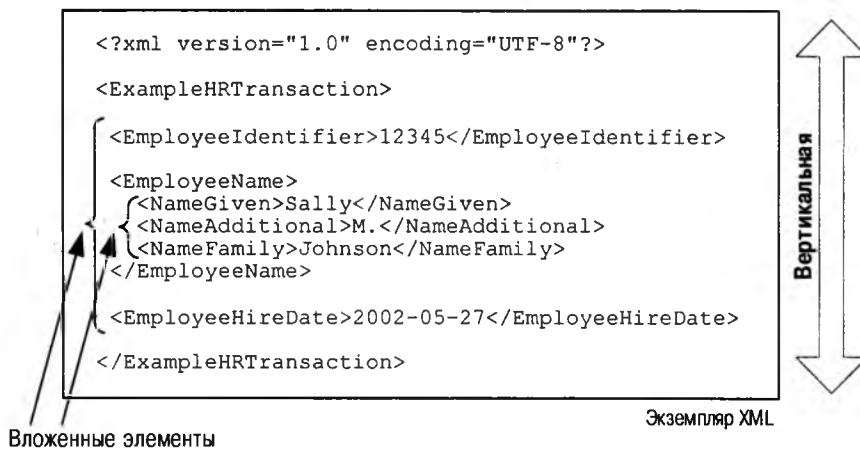 <?xml version="1.0" encoding="UTF-8"?>
<ExampleHRTransaction>
<EmployeeIdentifier>12345</EmployeeIdentifier>
<EmployeeName>
<NameGiven>Sally</NameGiven>
<NameAdditional>M.</NameAdditional>
<NameFamily>Johnson</NameFamily>
</EmployeeName>
<EmployeeHireDate>2002-05-27</EmployeeHireDate>
</ExampleHRTransaction>
Вертикальная
Экземпляр XML
Вложенные элементы